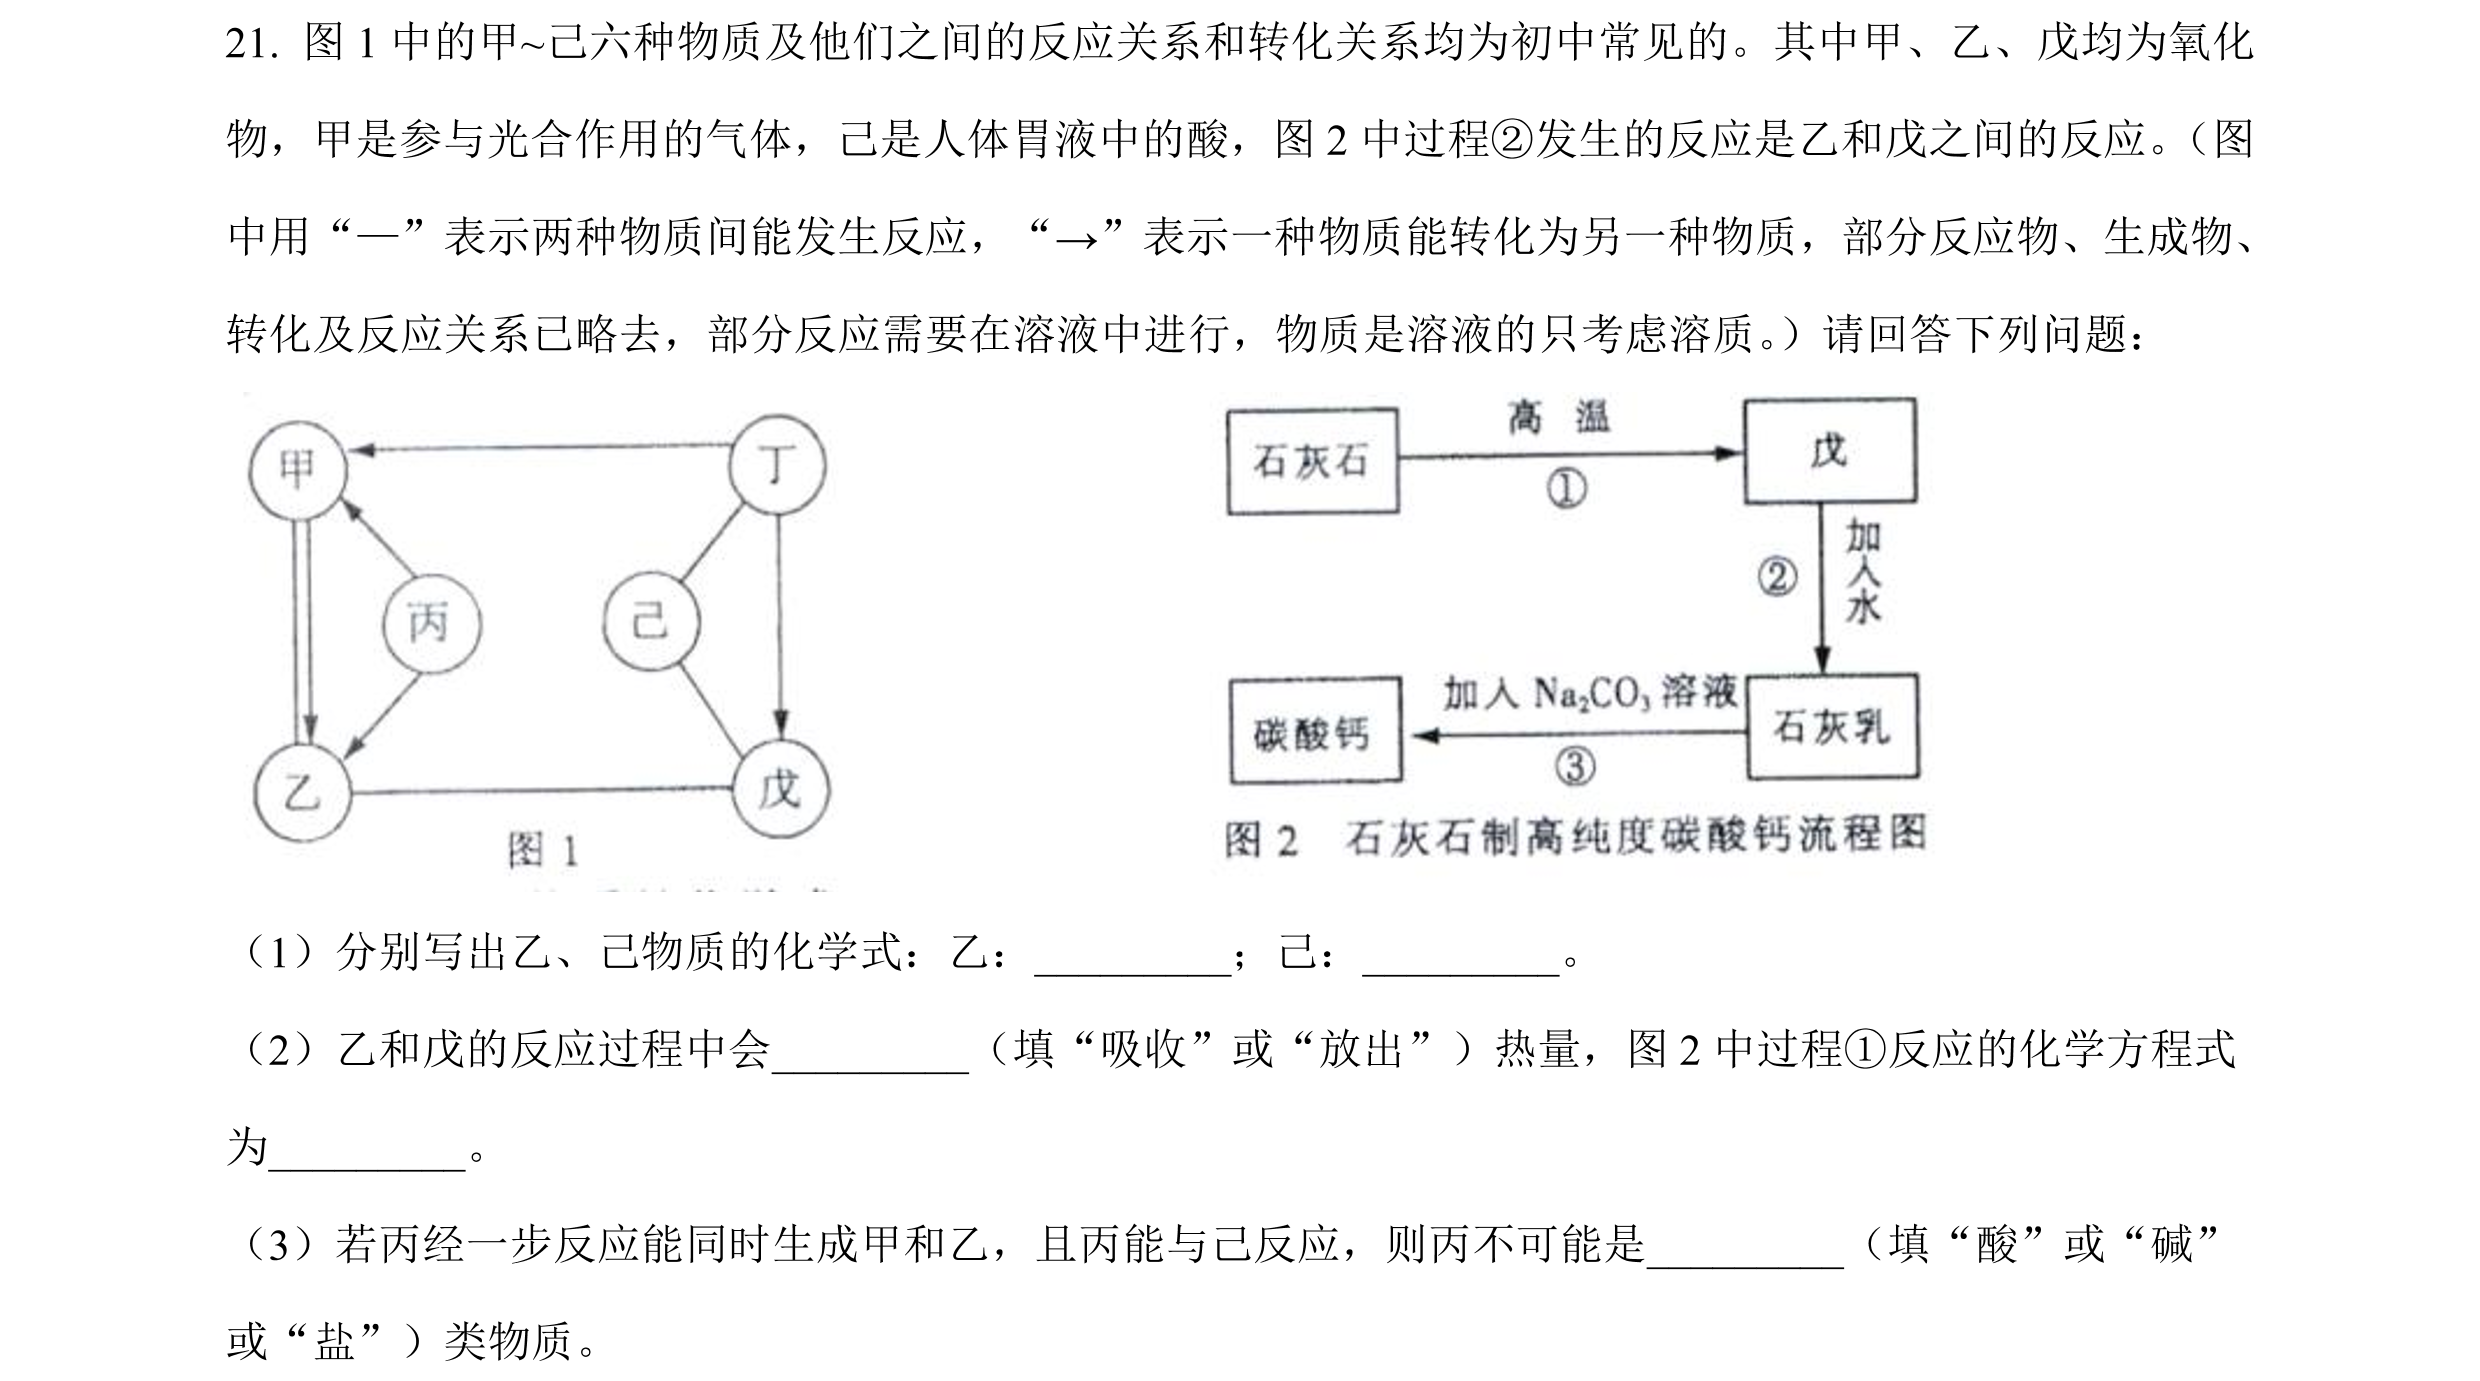 21. 图 1 中的甲~己六种物质及他们之间的反应关系和转化关系均为初中常见的。其中甲、乙、戊均为氧化
物，甲是参与光合作用的气体，己是人体胃液中的酸，图 2 中过程②发生的反应是乙和戊之间的反应。（图
中用“—”表示两种物质间能发生反应，“→”表示一种物质能转化为另一种物质，部分反应物、生成物、
转化及反应关系已略去，部分反应需要在溶液中进行，物质是溶液的只考虑溶质。）请回答下列问题：
甲
丁
丙
己
乙
戊
图 1
石灰石
高 温
①
戊
②
加入水
碳酸钙
加入 Na₂CO₃ 溶液
③
石灰乳
图 2 石灰石制高纯度碳酸钙流程图
（1）分别写出乙、己物质的化学式：乙：_________；己：_________。
（2）乙和戊的反应过程中会_________（填“吸收”或“放出”）热量，图 2 中过程①反应的化学方程式
为_________。
（3）若丙经一步反应能同时生成甲和乙，且丙能与己反应，则丙不可能是_________（填“酸”或“碱”
或“盐”）类物质。